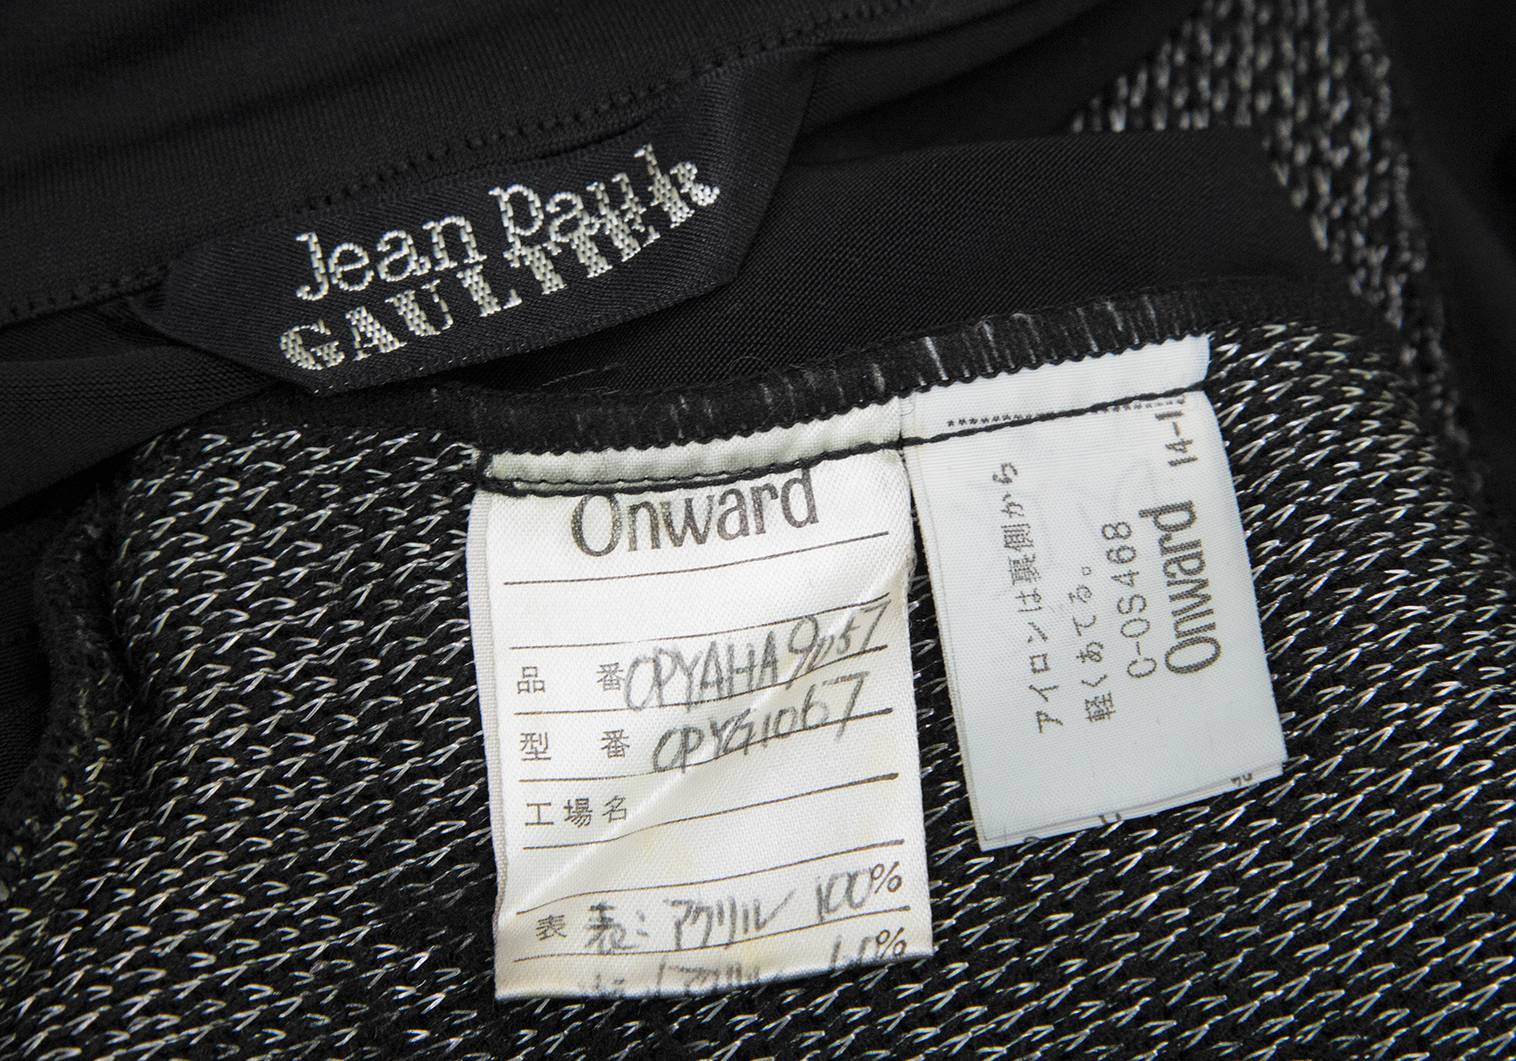 Jean Paul
GAULTIER
Onward
品 番 OPYAHA9057
型 番 OPYG1067
工場名
表 表: アクリル 100%
アイロンは裏側から
軽くあてる。
C-OS468
Onward